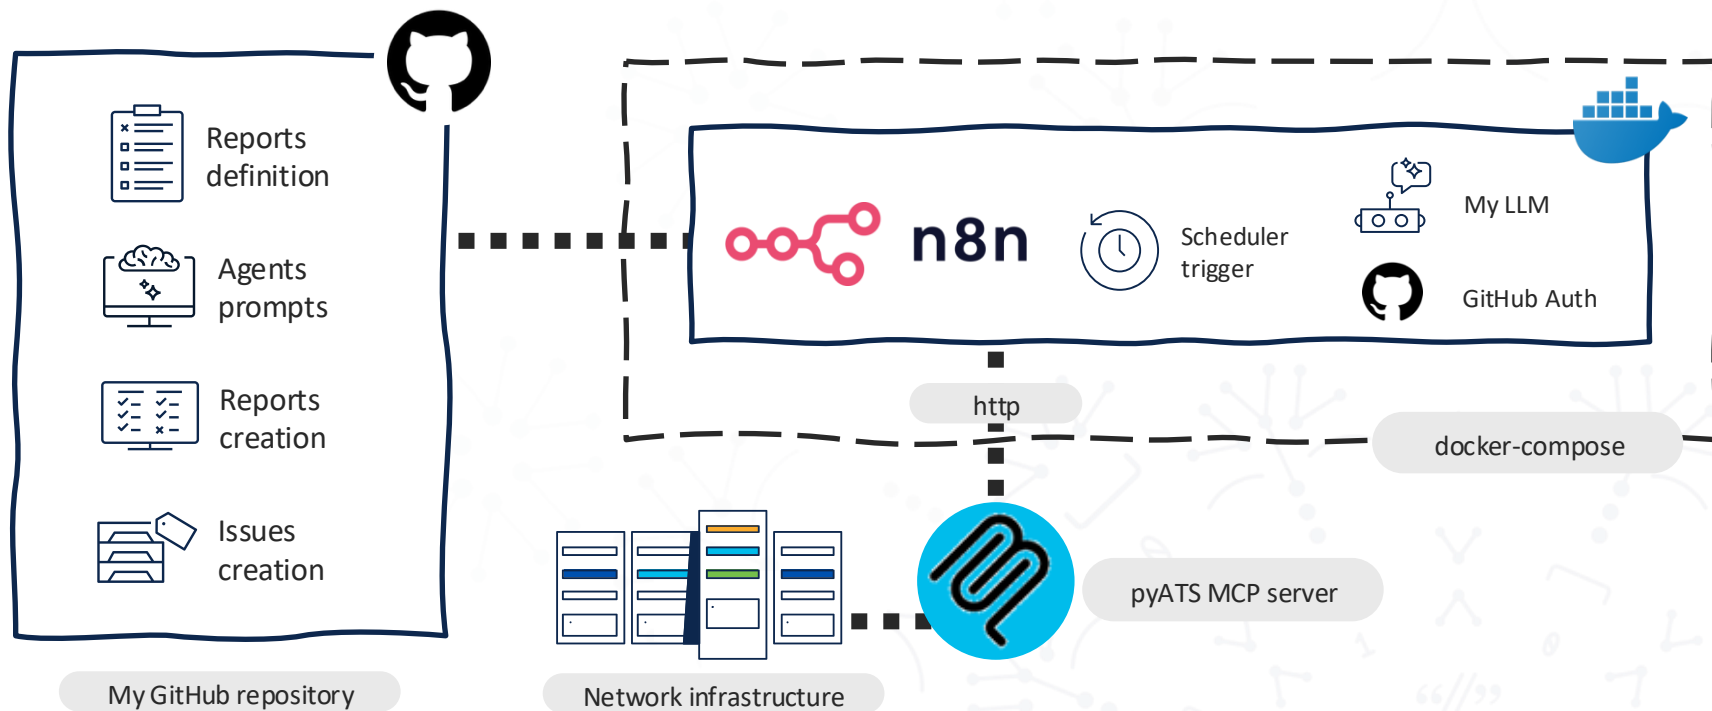 Reports
definition
Agents
prompts
Reports
creation
Issues
creation
My GitHub repository
n8n
Scheduler
trigger
My LLM
GitHub Auth
http
docker-compose
pyATS MCP server
Network infrastructure